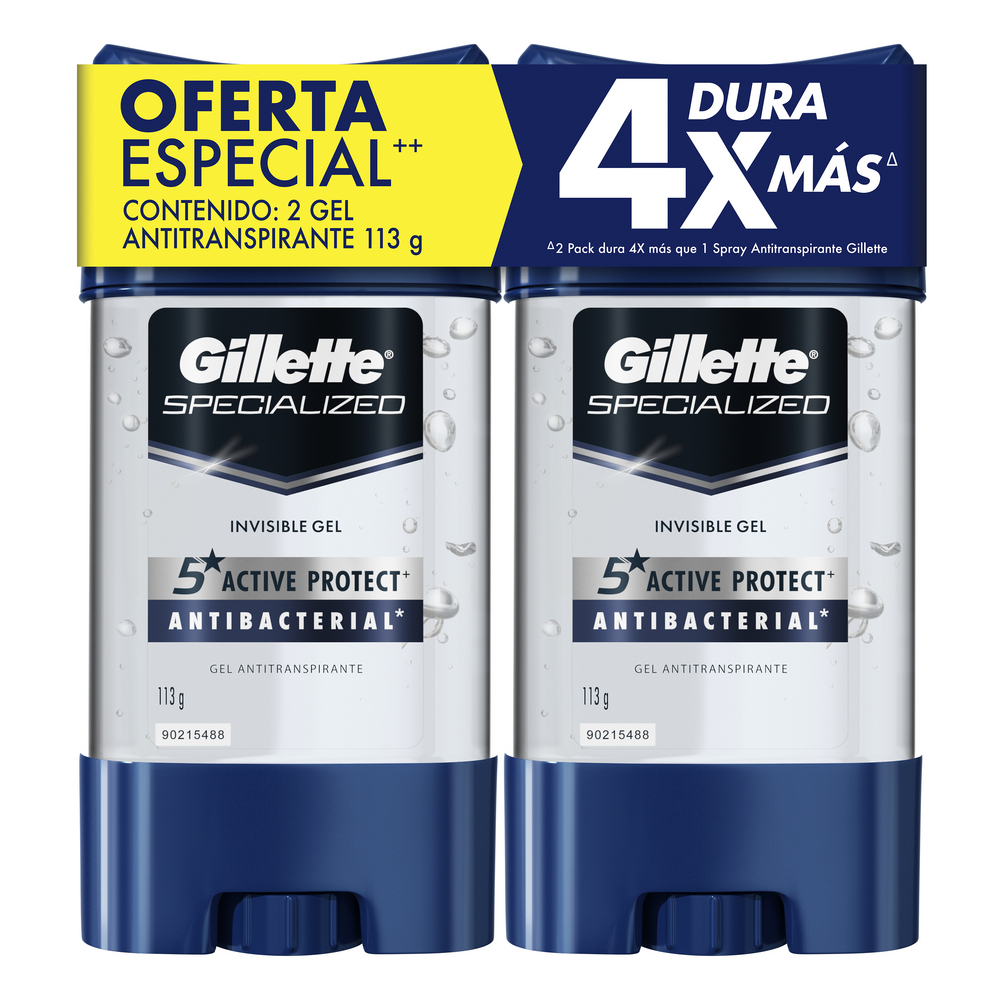 OFERTA
ESPECIAL++
CONTENIDO: 2 GEL
ANTITRANSPIRANTE 113 g
DURA
4X MÁSΔ
Δ2 Pack dura 4X más que 1 Spray Antitranspirante Gillette
Gillette®
SPECIALIZED
INVISIBLE GEL
5★ ACTIVE PROTECT+
ANTIBACTERIAL*
GEL ANTITRANSPIRANTE
113 g
90215488
Gillette®
SPECIALIZED
INVISIBLE GEL
5★ ACTIVE PROTECT+
ANTIBACTERIAL*
GEL ANTITRANSPIRANTE
113 g
90215488